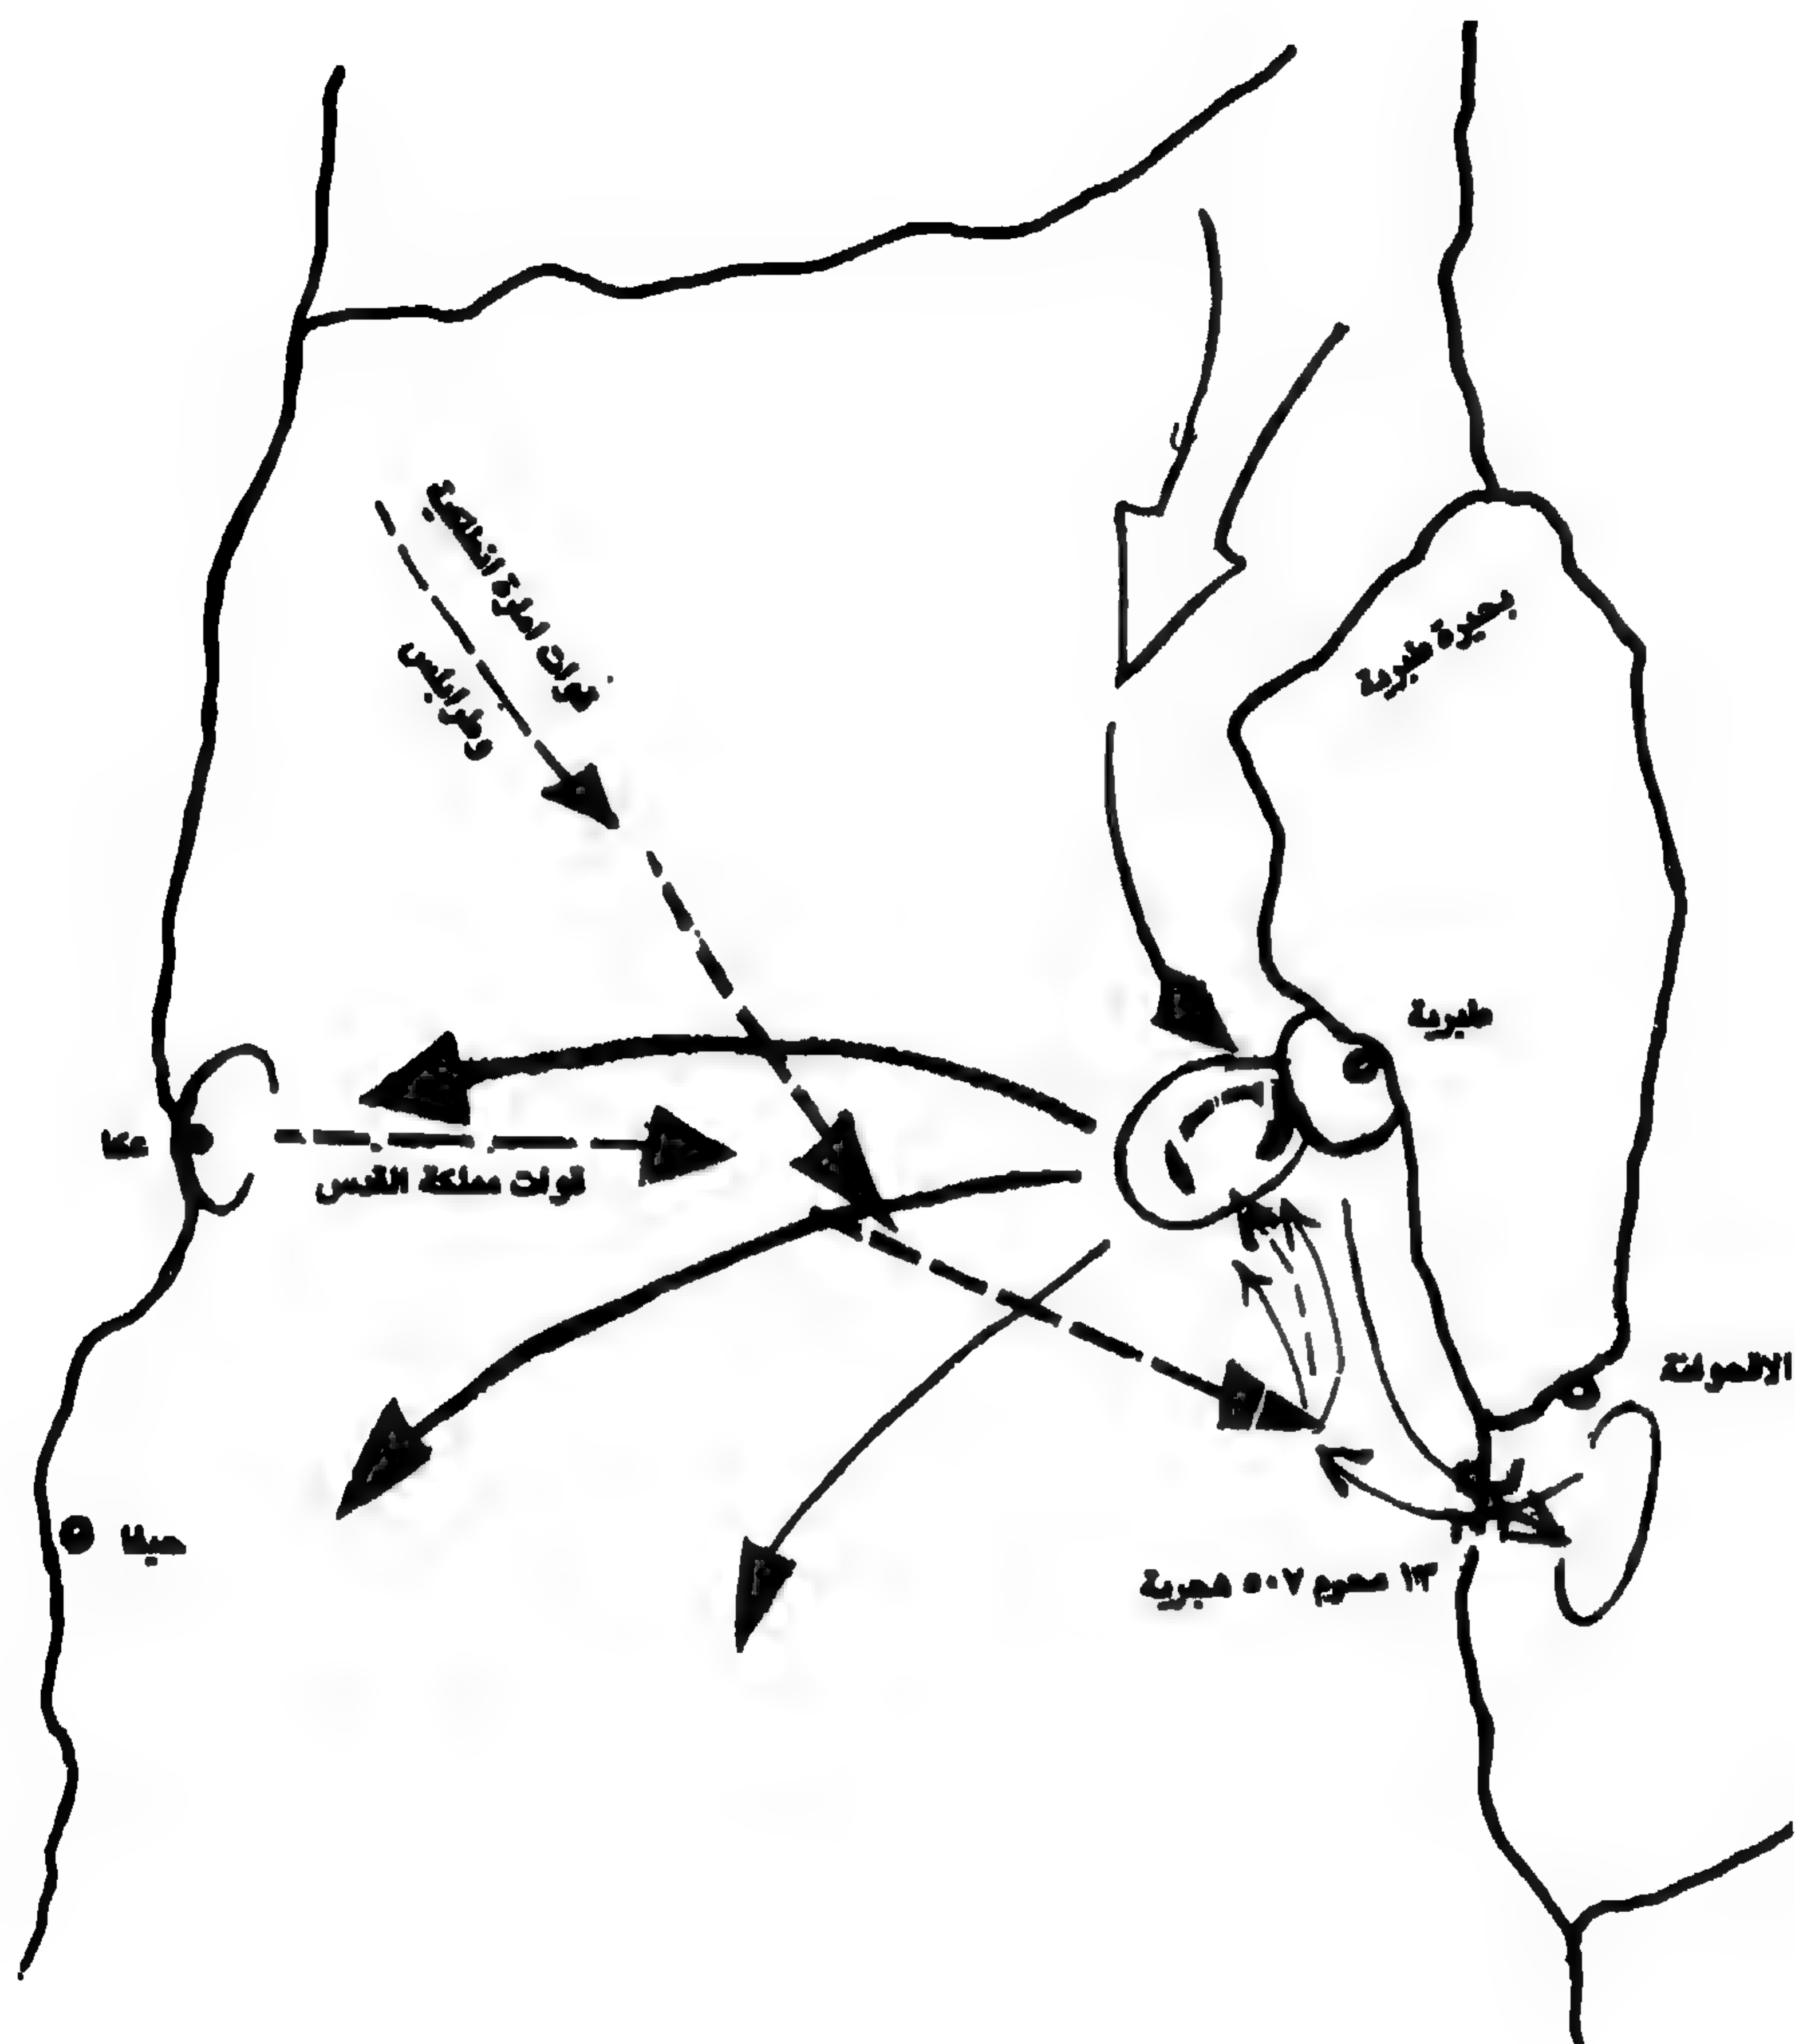 قوات امارة انطاكية
وطرابلس
بحيرة طبرية
طبرية
عكا
قوات مملكة القدس
الاقحوانة
حيفا
١٣ محرم ٥٠٧ هجرية